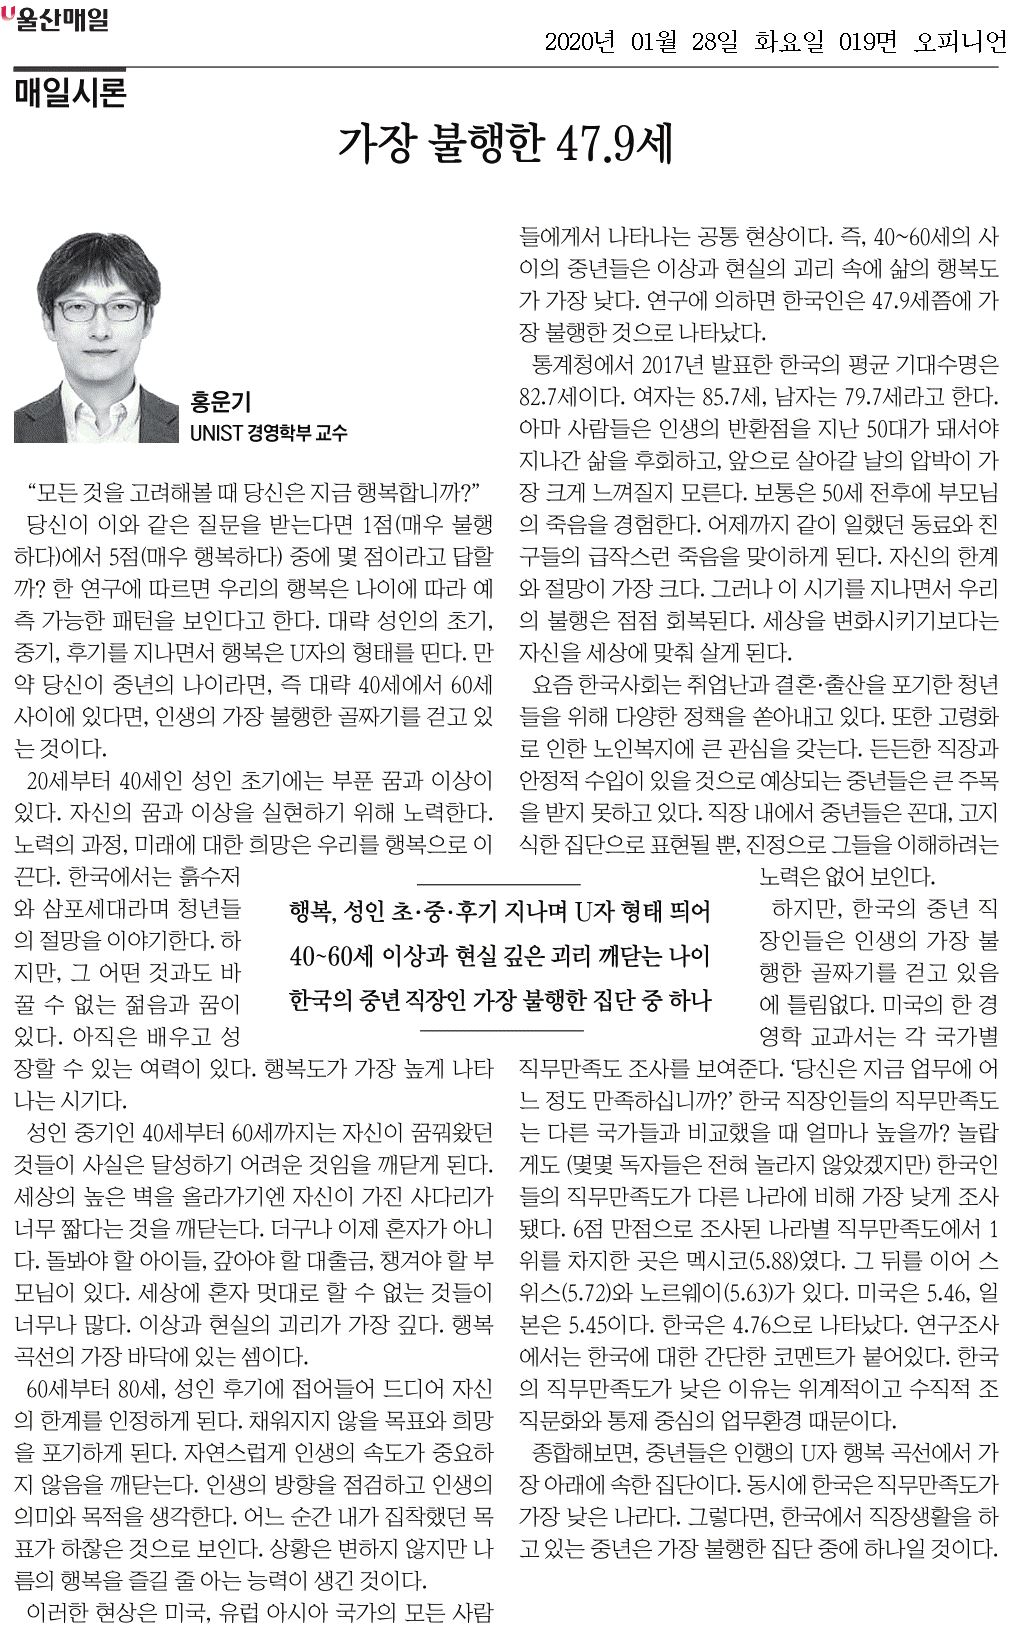 울산매일
2020년 01월 28일 화요일 019면 오피니언
매일시론
가장 불행한 47.9세
홍운기
UNIST 경영학부 교수
“모든 것을 고려해볼 때 당신은 지금 행복합니까?”
당신이 이와 같은 질문을 받는다면 1점(매우 불행
하다)에서 5점(매우 행복하다) 중에 몇 점이라고 답할
까? 한 연구에 따르면 우리의 행복은 나이에 따라 예
측 가능한 패턴을 보인다고 한다. 대략 성인의 초기,
중기, 후기를 지나면서 행복은 U자의 형태를 띤다. 만
약 당신이 중년의 나이라면, 즉 대략 40세에서 60세
사이에 있다면, 인생의 가장 불행한 골짜기를 걷고 있
는 것이다.
20세부터 40세인 성인 초기에는 부푼 꿈과 이상이
있다. 자신의 꿈과 이상을 실현하기 위해 노력한다.
노력의 과정, 미래에 대한 희망은 우리를 행복으로 이
끈다. 한국에서는 흙수저
와 삼포세대라며 청년들
의 절망을 이야기한다. 하
지만, 그 어떤 것과도 바
꿀 수 없는 젊음과 꿈이
있다. 아직은 배우고 성
장할 수 있는 여력이 있다. 행복도가 가장 높게 나타
나는 시기다.
성인 중기인 40세부터 60세까지는 자신이 꿈꿔왔던
것들이 사실은 달성하기 어려운 것임을 깨닫게 된다.
세상의 높은 벽을 올라가기엔 자신이 가진 사다리가
너무 짧다는 것을 깨닫는다. 더구나 이제 혼자가 아니
다. 돌봐야 할 아이들, 갚아야 할 대출금, 챙겨야 할 부
모님이 있다. 세상에 혼자 멋대로 할 수 없는 것들이
너무나 많다. 이상과 현실의 괴리가 가장 깊다. 행복
곡선의 가장 바닥에 있는 셈이다.
60세부터 80세, 성인 후기에 접어들어 드디어 자신
의 한계를 인정하게 된다. 채워지지 않을 목표와 희망
을 포기하게 된다. 자연스럽게 인생의 속도가 중요하
지 않음을 깨닫는다. 인생의 방향을 점검하고 인생의
의미와 목적을 생각한다. 어느 순간 내가 집착했던 목
표가 하찮은 것으로 보인다. 상황은 변하지 않지만 나
름의 행복을 즐길 줄 아는 능력이 생긴 것이다.
이러한 현상은 미국, 유럽 아시아 국가의 모든 사람
행복, 성인 초·중·후기 지나며 U자 형태 띄어
40~60세 이상과 현실 깊은 괴리 깨닫는 나이
한국의 중년 직장인 가장 불행한 집단 중 하나
들에게서 나타나는 공통 현상이다. 즉, 40~60세의 사
이의 중년들은 이상과 현실의 괴리 속에 삶의 행복도
가 가장 낮다. 연구에 의하면 한국인은 47.9세쯤에 가
장 불행한 것으로 나타났다.
통계청에서 2017년 발표한 한국의 평균 기대수명은
82.7세이다. 여자는 85.7세, 남자는 79.7세라고 한다.
아마 사람들은 인생의 반환점을 지난 50대가 돼서야
지나간 삶을 후회하고, 앞으로 살아갈 날의 압박이 가
장 크게 느껴질지 모른다. 보통은 50세 전후에 부모님
의 죽음을 경험한다. 어제까지 같이 일했던 동료와 친
구들의 급작스런 죽음을 맞이하게 된다. 자신의 한계
와 절망이 가장 크다. 그러나 이 시기를 지나면서 우리
의 불행은 점점 회복된다. 세상을 변화시키기보다는
자신을 세상에 맞춰 살게 된다.
요즘 한국사회는 취업난과 결혼·출산을 포기한 청년
들을 위해 다양한 정책을 쏟아내고 있다. 또한 고령화
로 인한 노인복지에 큰 관심을 갖는다. 든든한 직장과
안정적 수입이 있을 것으로 예상되는 중년들은 큰 주목
을 받지 못하고 있다. 직장 내에서 중년들은 꼰대, 고지
식한 집단으로 표현될 뿐, 진정으로 그들을 이해하려는
노력은 없어 보인다.
하지만, 한국의 중년 직
장인들은 인생의 가장 불
행한 골짜기를 걷고 있음
에 틀림없다. 미국의 한 경
영학 교과서는 각 국가별
직무만족도 조사를 보여준다. ‘당신은 지금 업무에 어
느 정도 만족하십니까?’ 한국 직장인들의 직무만족도
는 다른 국가들과 비교했을 때 얼마나 높을까? 놀랍
게도 (몇몇 독자들은 전혀 놀라지 않았겠지만) 한국인
들의 직무만족도가 다른 나라에 비해 가장 낮게 조사
됐다. 6점 만점으로 조사된 나라별 직무만족도에서 1
위를 차지한 곳은 멕시코(5.88)였다. 그 뒤를 이어 스
위스(5.72)와 노르웨이(5.63)가 있다. 미국은 5.46, 일
본은 5.45이다. 한국은 4.76으로 나타났다. 연구조사
에서는 한국에 대한 간단한 코멘트가 붙어있다. 한국
의 직무만족도가 낮은 이유는 위계적이고 수직적 조
직문화와 통제 중심의 업무환경 때문이다.
종합해보면, 중년들은 인행의 U자 행복 곡선에서 가
장 아래에 속한 집단이다. 동시에 한국은 직무만족도가
가장 낮은 나라다. 그렇다면, 한국에서 직장생활을 하
고 있는 중년은 가장 불행한 집단 중에 하나일 것이다.